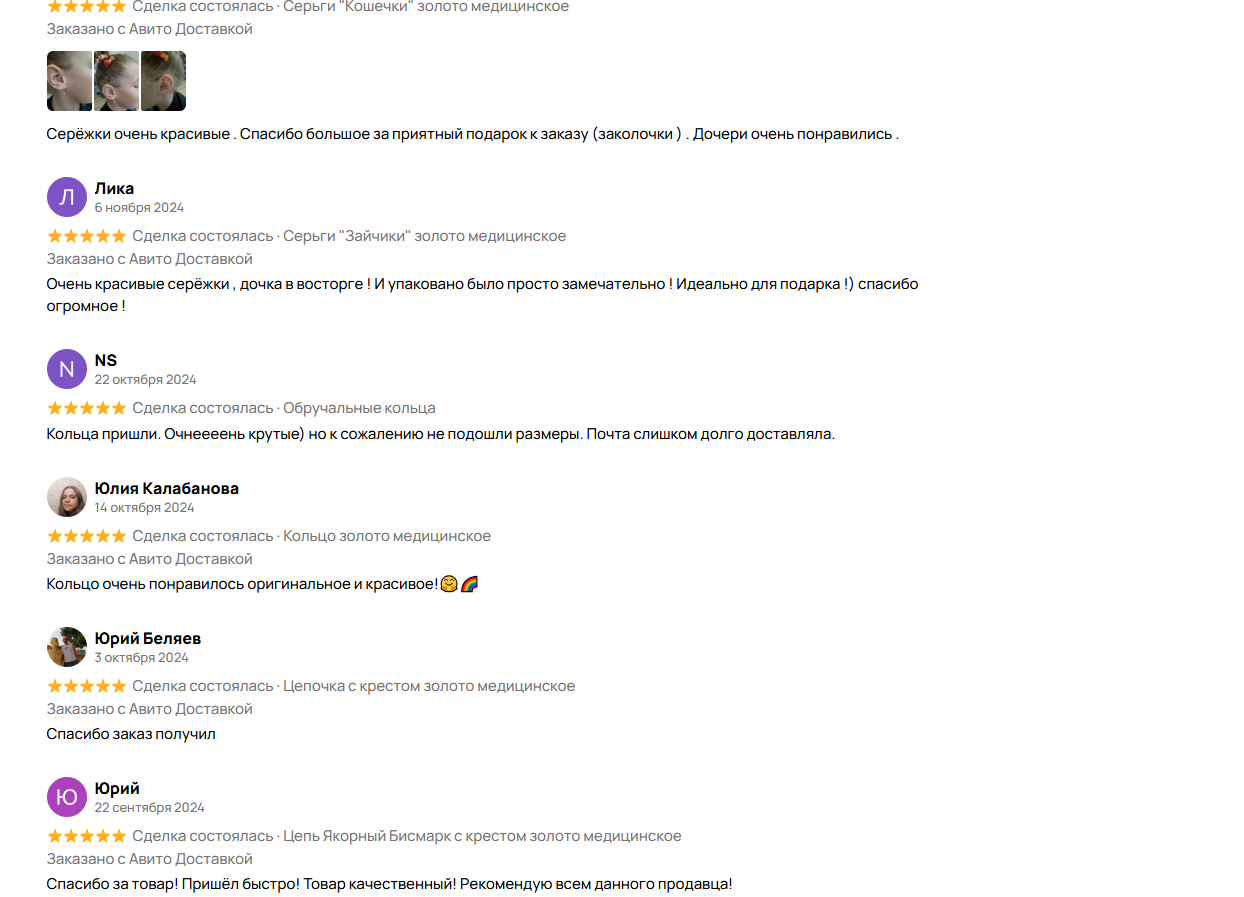 Сделка состоялась · Серьги "Кошечки" золото медицинское
Заказано с Авито Доставкой
Серёжки очень красивые . Спасибо большое за приятный подарок к заказу (заколочки ) . Дочери очень понравились .
Л
Лика
6 ноября 2024
Сделка состоялась · Серьги "Зайчики" золото медицинское
Заказано с Авито Доставкой
Очень красивые серёжки , дочка в восторге ! И упаковано было просто замечательно ! Идеально для подарка !) спасибо
огромное !
N
NS
22 октября 2024
Сделка состоялась · Обручальные кольца
Кольца пришли. Очнеееень крутые) но к сожалению не подошли размеры. Почта слишком долго доставляла.
Юлия Калабанова
14 октября 2024
Сделка состоялась · Кольцо золото медицинское
Заказано с Авито Доставкой
Кольцо очень понравилось оригинальное и красивое!🤗🌈
Юрий Беляев
3 октября 2024
Сделка состоялась · Цепочка с крестом золото медицинское
Заказано с Авито Доставкой
Спасибо заказ получил
Ю
Юрий
22 сентября 2024
Сделка состоялась · Цепь Якорный Бисмарк с крестом золото медицинское
Заказано с Авито Доставкой
Спасибо за товар! Пришёл быстро! Товар качественный! Рекомендую всем данного продавца!